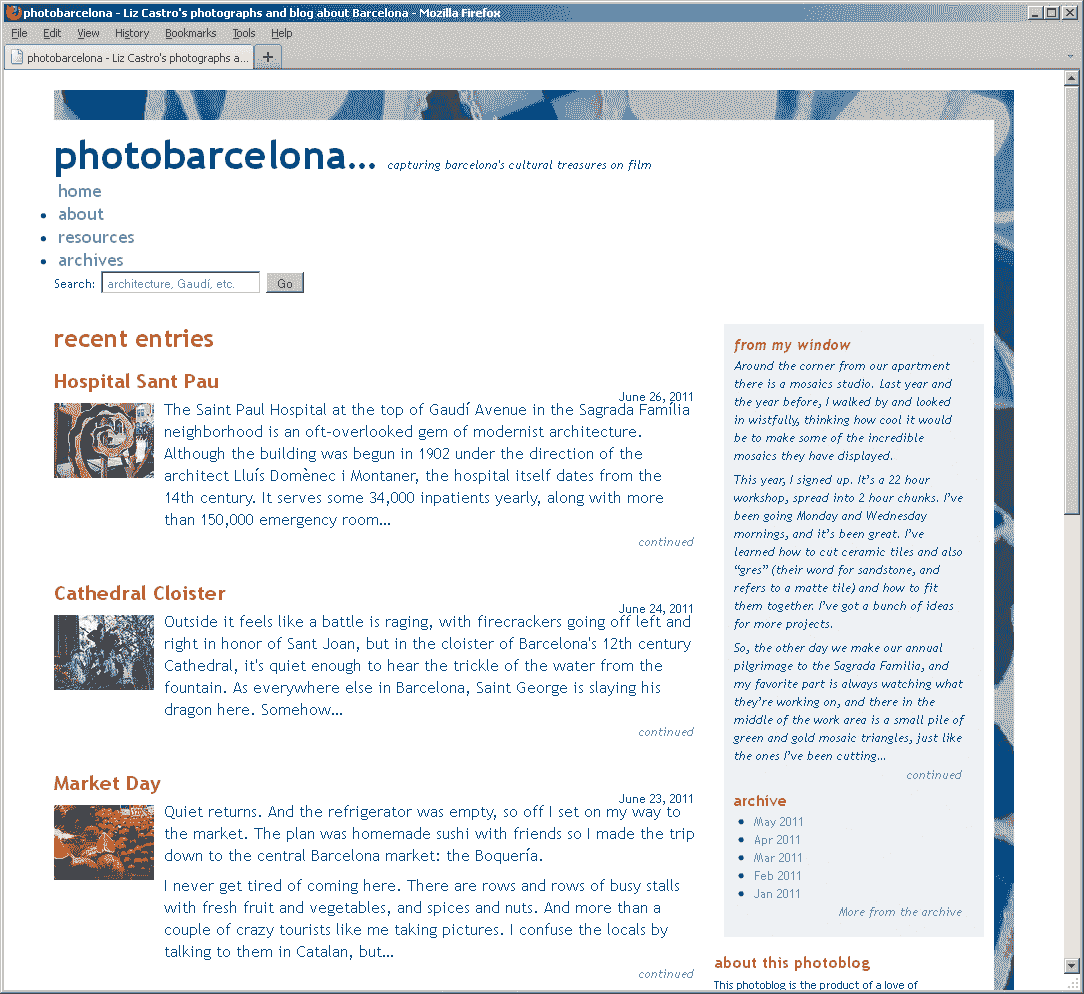 photobarcelona - Liz Castro's photographs and blog about Barcelona - Mozilla Firefox
File Edit View History Bookmarks Tools Help
photobarcelona - Liz Castro's photographs a...
photobarcelona... capturing barcelona's cultural treasures on film
home
about
resources
archives
Search: architecture, Gaudí, etc. Go
recent entries
Hospital Sant Pau
June 26, 2011
The Saint Paul Hospital at the top of Gaudí Avenue in the Sagrada Família
neighborhood is an oft-overlooked gem of modernist architecture.
Although the building was begun in 1902 under the direction of the
architect Lluís Domènec i Montaner, the hospital itself dates from the
14th century. It serves some 34,000 inpatients yearly, along with more
than 150,000 emergency room...
continued
Cathedral Cloister
June 24, 2011
Outside it feels like a battle is raging, with firecrackers going off left and
right in honor of Sant Joan, but in the cloister of Barcelona's 12th century
Cathedral, it's quiet enough to hear the trickle of the water from the
fountain. As everywhere else in Barcelona, Saint George is slaying his
dragon here. Somehow...
continued
Market Day
June 23, 2011
Quiet returns. And the refrigerator was empty, so off I set on my way to
the market. The plan was homemade sushi with friends so I made the trip
down to the central Barcelona market: the Boquería.
I never get tired of coming here. There are rows and rows of busy stalls
with fresh fruit and vegetables, and spices and nuts. And more than a
couple of crazy tourists like me taking pictures. I confuse the locals by
talking to them in Catalan, but...
continued
from my window
Around the corner from our apartment
there is a mosaics studio. Last year and
the year before, I walked by and looked
in wistfully, thinking how cool it would
be to make some of the incredible
mosaics they have displayed.
This year, I signed up. It's a 22 hour
workshop, spread into 2 hour chunks. I've
been going Monday and Wednesday
mornings, and it's been great. I've
learned how to cut ceramic tiles and also
“gres” (their word for sandstone, and
refers to a matte tile) and how to fit
them together. I've got a bunch of ideas
for more projects.
So, the other day we make our annual
pilgrimage to the Sagrada Familia, and
my favorite part is always watching what
they're working on, and there in the
middle of the work area is a small pile of
green and gold mosaic triangles, just like
the ones I've been cutting...
continued
archive
May 2011
Apr 2011
Mar 2011
Feb 2011
Jan 2011
More from the archive
about this photoblog
This photoblog is the product of a love of